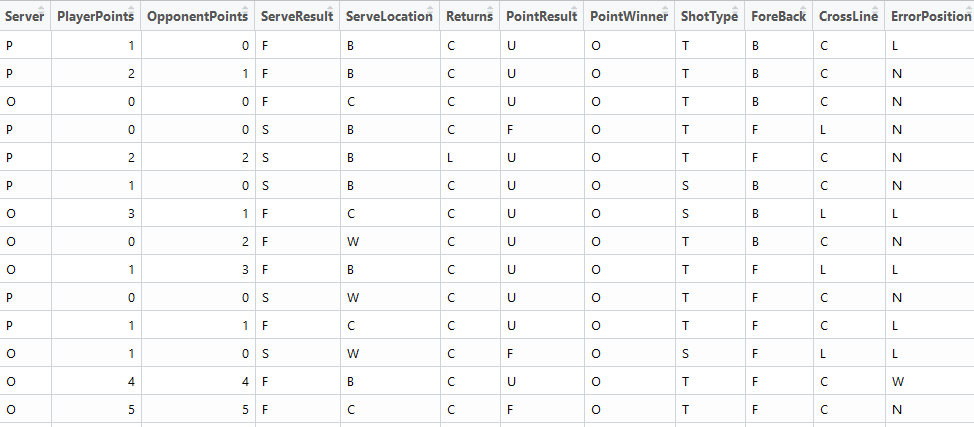 Server PlayerPoints OpponentPoints ServeResult ServeLocation Returns PointResult PointWinner ShotType ForeBack CrossLine ErrorPosition
P 1 0 F B C U O T B C L
P 2 1 F B C U O T B C N
O 0 0 F C C U O T B C N
P 0 0 S B C F O T F L N
P 2 2 S B L U O T F C N
P 1 0 S B C U O S B C N
O 3 1 F C C U O S B L L
O 0 2 F W C U O T B C N
O 1 3 F B C U O T F L L
P 0 0 S W C U O T F C N
P 1 1 F C C U O T F C L
O 1 0 S W C F O S F L L
O 4 4 F B C U O T F C W
O 5 5 F C C F O T F C N